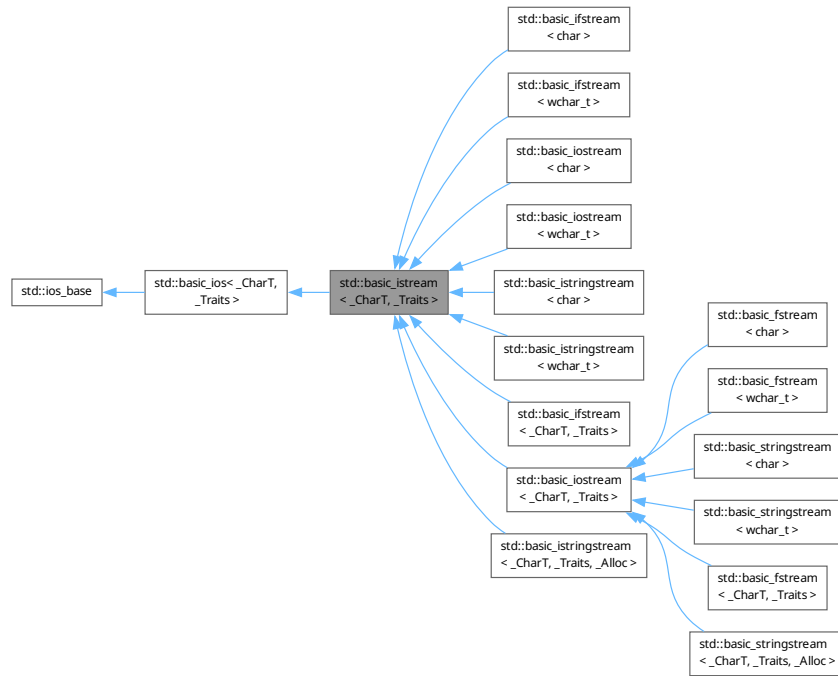 std::ios_base
std::basic_ios< _CharT,
_Traits >
std::basic_istream
< _CharT, _Traits >
std::basic_ifstream
< char >
std::basic_ifstream
< wchar_t >
std::basic_iostream
< char >
std::basic_iostream
< wchar_t >
std::basic_istringstream
< char >
std::basic_istringstream
< wchar_t >
std::basic_ifstream
< _CharT, _Traits >
std::basic_iostream
< _CharT, _Traits >
std::basic_istringstream
< _CharT, _Traits, _Alloc >
std::basic_fstream
< char >
std::basic_fstream
< wchar_t >
std::basic_stringstream
< char >
std::basic_stringstream
< wchar_t >
std::basic_fstream
< _CharT, _Traits >
std::basic_stringstream
< _CharT, _Traits, _Alloc >